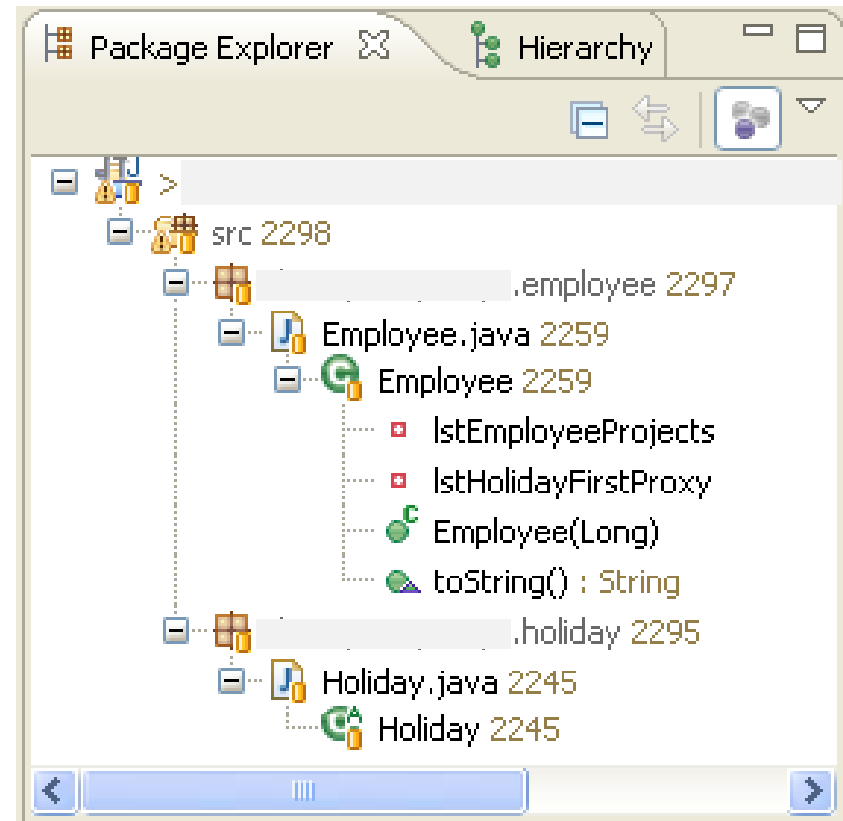 Package Explorer Hierarchy
>
src 2298
.employee 2297
Employee.java 2259
Employee 2259
lstEmployeeProjects
lstHolidayFirstProxy
Employee(Long)
toString() : String
.holiday 2295
Holiday.java 2245
Holiday 2245